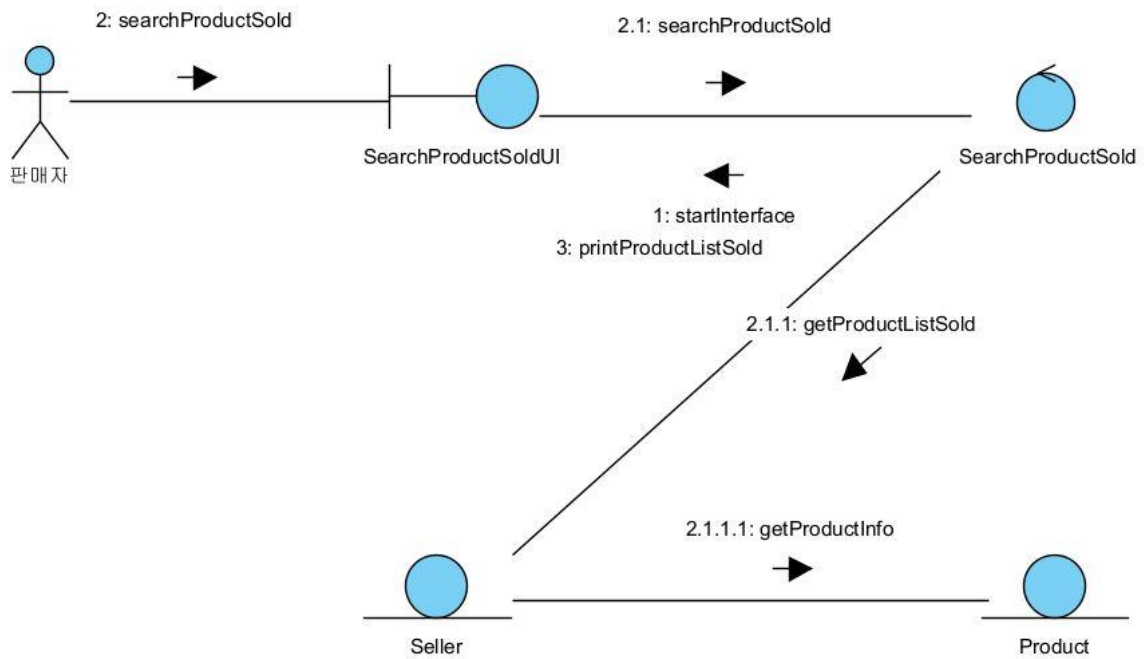 2: searchProductSold
2.1: searchProductSold
판매자
SearchProductSoldUI
SearchProductSold
1: startInterface
3: printProductListSold
2.1.1: getProductListSold
2.1.1.1: getProductInfo
Seller
Product